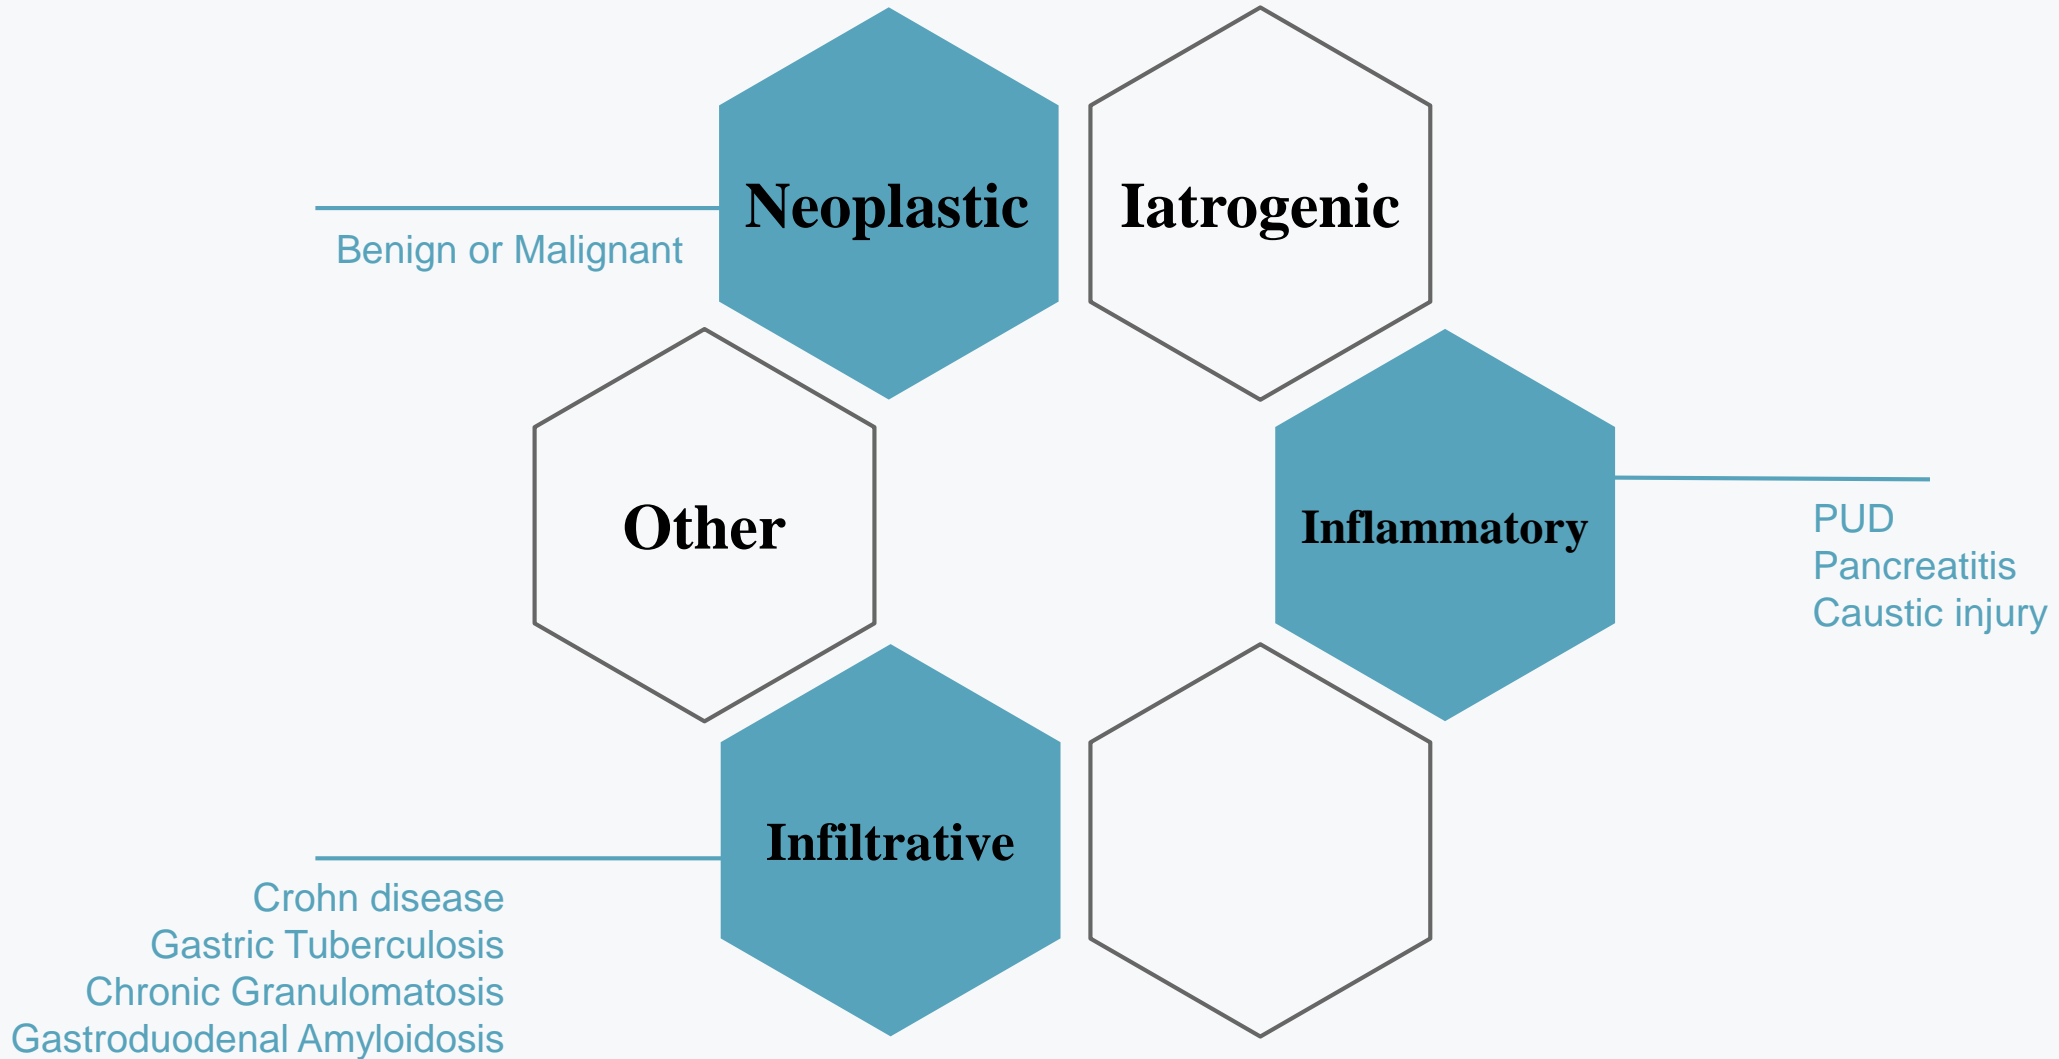 Neoplastic
Iatrogenic
Benign or Malignant
Other
Inflammatory
PUD
Pancreatitis
Caustic injury
Infiltrative
Crohn disease
Gastric Tuberculosis
Chronic Granulomatosis
Gastroduodenal Amyloidosis